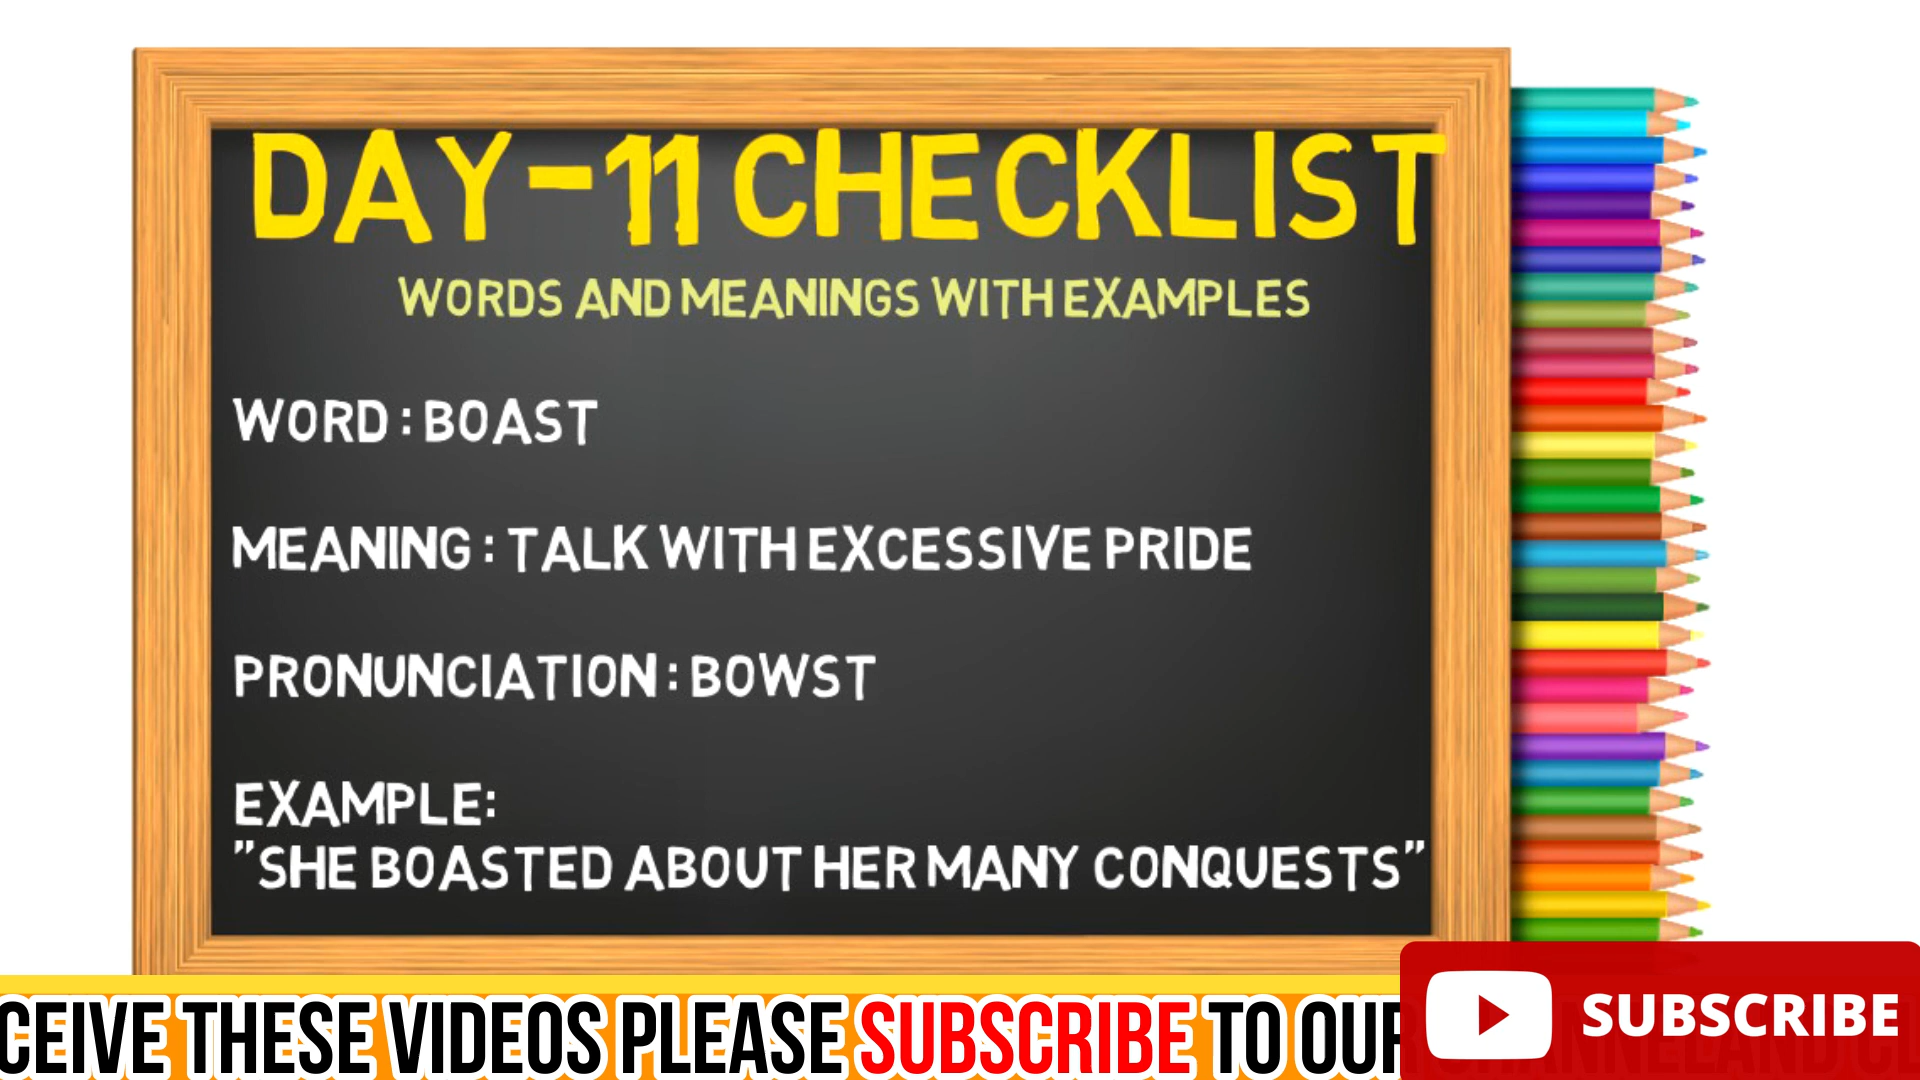 DAY-11 CHECKLIST
WORDS AND MEANINGS WITH EXAMPLES
WORD : BOAST
MEANING : TALK WITH EXCESSIVE PRIDE
PRONUNCIATION : BOWST
EXAMPLE:
"SHE BOASTED ABOUT HER MANY CONQUESTS"
CEIVE THESE VIDEOS PLEASE SUBSCRIBE TO OUR
SUBSCRIBE